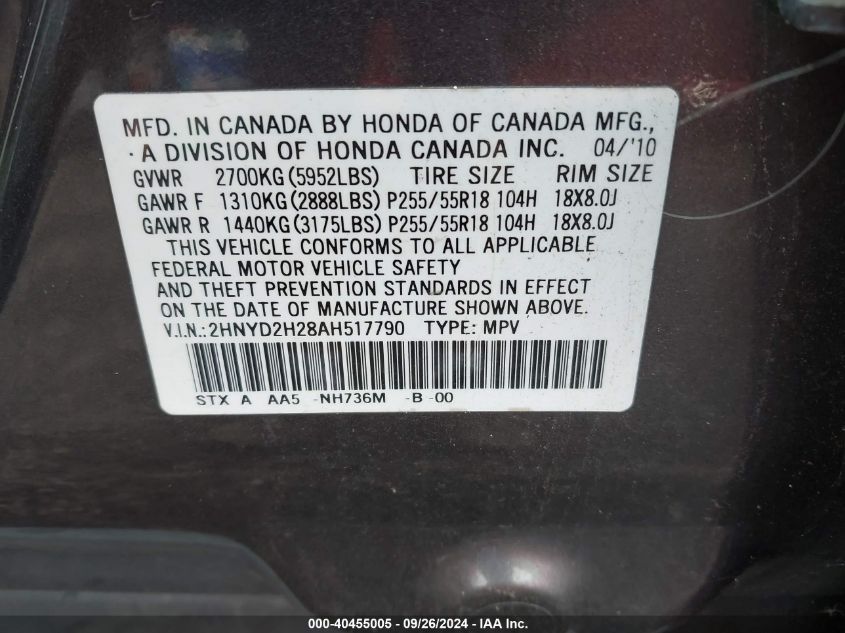 MFD. IN CANADA BY HONDA OF CANADA MFG.,
·A DIVISION OF HONDA CANADA INC. 04/'10
GVWR 2700KG(5952LBS) TIRE SIZE RIM SIZE
GAWR F 1310KG(2888LBS) P255/55R18 104H 18X8.0J
GAWR R 1440KG(3175LBS) P255/55R18 104H 18X8.0J
THIS VEHICLE CONFORMS TO ALL APPLICABLE
FEDERAL MOTOR VEHICLE SAFETY
AND THEFT PREVENTION STANDARDS IN EFFECT
ON THE DATE OF MANUFACTURE SHOWN ABOVE.
V.I.N.: 2HNYD2H28AH517790 TYPE: MPV
STX A AA5 -NH736M -B -00
000-40455005 - 09/26/2024 - IAA Inc.